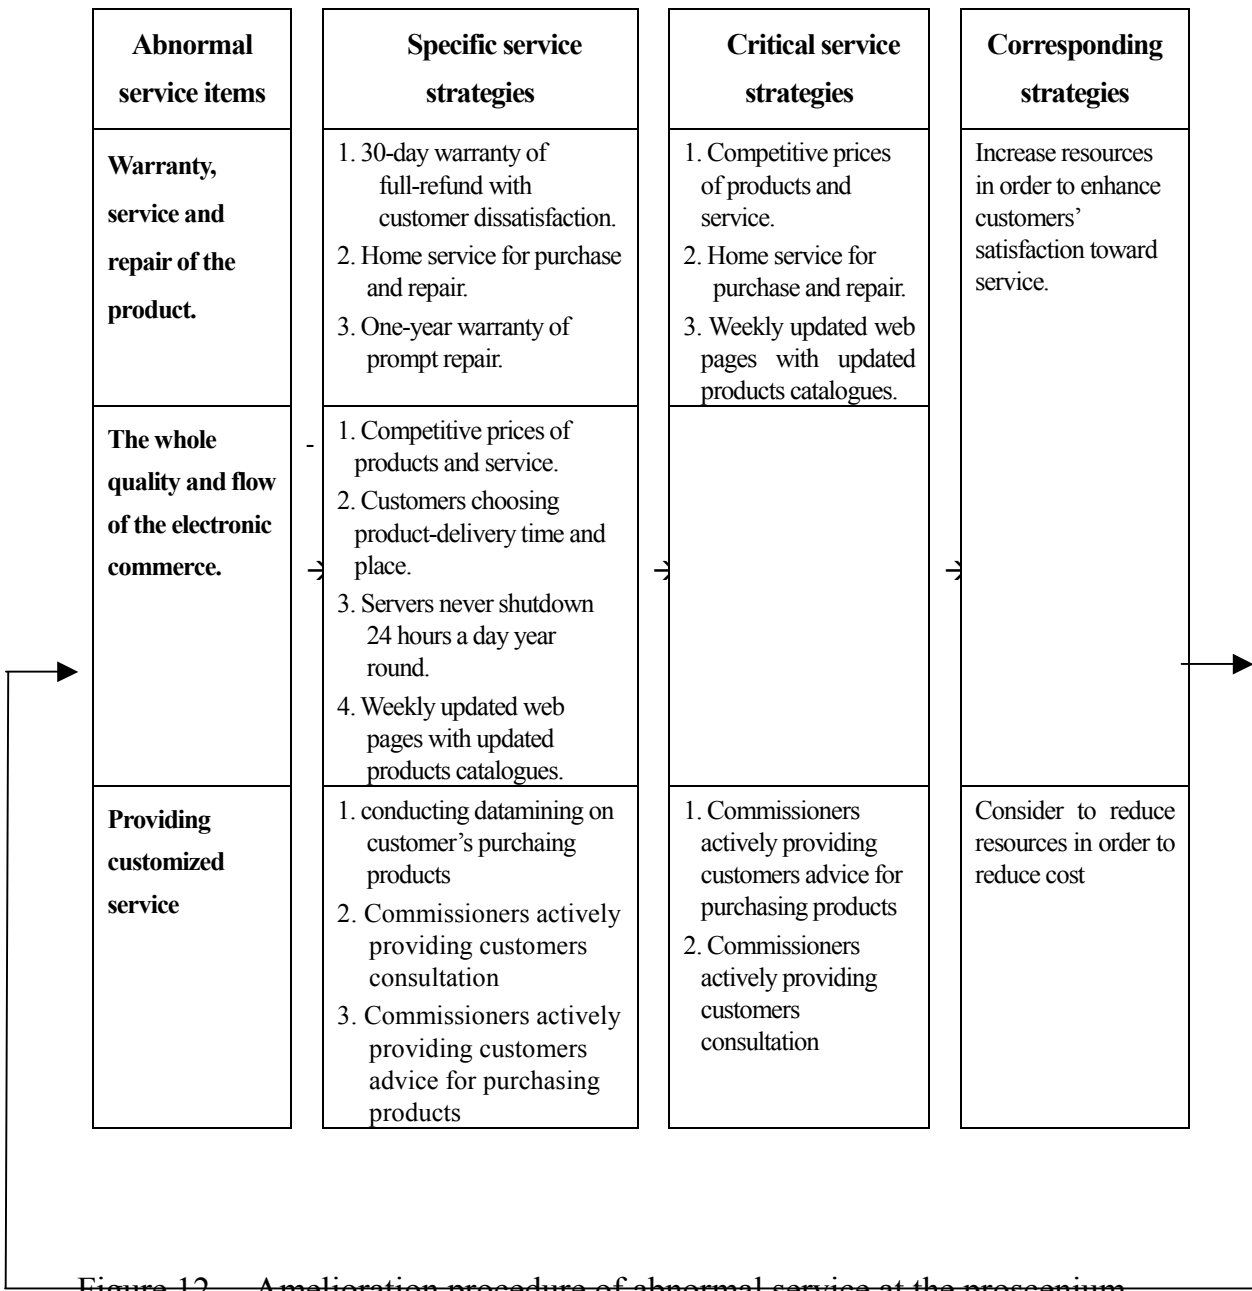 Abnormal
service items
Specific service
strategies
Critical service
strategies
Corresponding
strategies
Warranty,
service and
repair of the
product.
1. 30-day warranty of
full-refund with
customer dissatisfaction.
2. Home service for purchase
and repair.
3. One-year warranty of
prompt repair.
1. Competitive prices
of products and
service.
2. Home service for
purchase and repair.
3. Weekly updated web
pages with updated
products catalogues.
Increase resources
in order to enhance
customers’
satisfaction toward
service.
The whole
quality and flow
of the electronic
commerce.
-
1. Competitive prices of
products and service.
2. Customers choosing
product-delivery time and
place.
3. Servers never shutdown
24 hours a day year
round.
4. Weekly updated web
pages with updated
products catalogues.
→
→
→
Providing
customized
service
1. conducting datamining on
customer’s purchaing
products
2. Commissioners actively
providing customers
consultation
3. Commissioners actively
providing customers
advice for purchasing
products
1. Commissioners
actively providing
customers advice for
purchasing products
2. Commissioners
actively providing
customers
consultation
Consider to reduce
resources in order to
reduce cost
Figure 12 Amelioration procedure of abnormal service at the proscenium